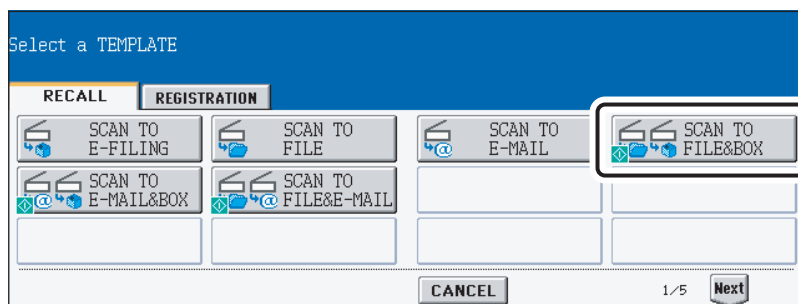 Select a TEMPLATE
RECALL
REGISTRATION
SCAN TO
E-FILING
SCAN TO
FILE
SCAN TO
E-MAIL
SCAN TO
FILE&BOX
SCAN TO
E-MAIL&BOX
SCAN TO
FILE&E-MAIL
CANCEL
1/5
Next